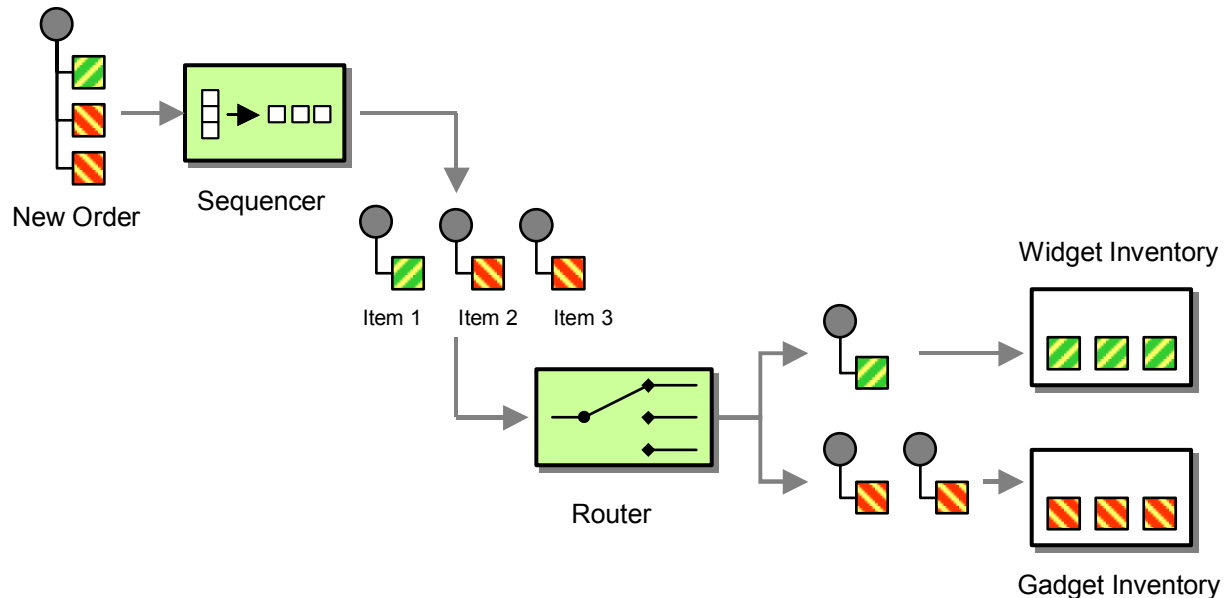 New Order
Sequencer
Item 1
Item 2
Item 3
Router
Widget Inventory
Gadget Inventory